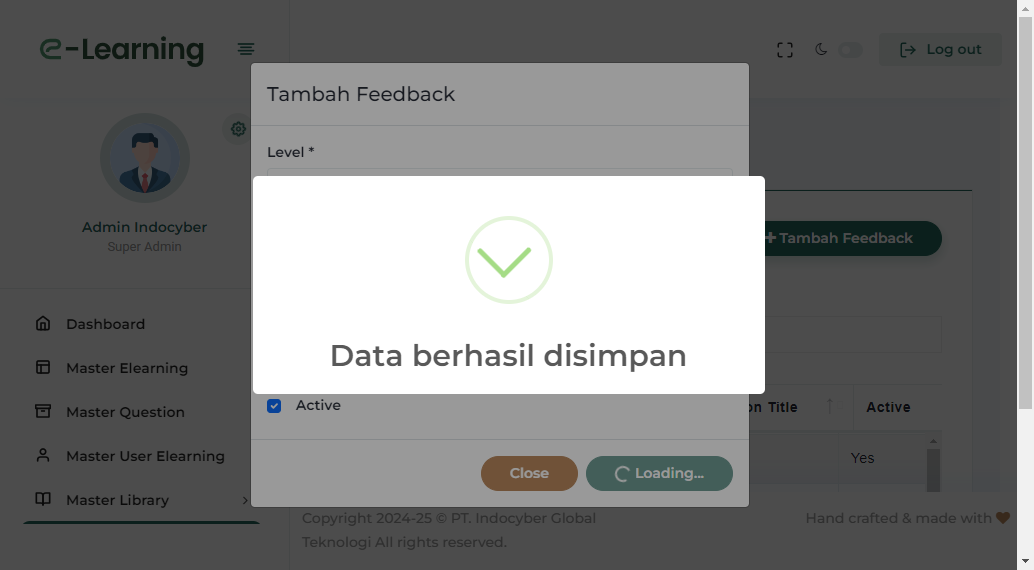 e-Learning
Log out
Tambah Feedback
Level *
Admin Indocyber
Super Admin
Tambah Feedback
Data berhasil disimpan
Dashboard
Master Elearning
Master Question
Master User Elearning
Master Library
Active
Title
Active
Yes
Close
Loading...
Copyright 2024-25 © PT. Indocyber Global
Teknologi All rights reserved.
Hand crafted & made with